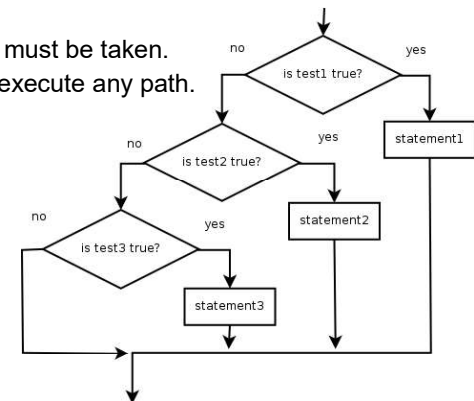 must be taken.
execute any path.
no
yes
is test1 true?
statement1
no
yes
is test2 true?
statement2
no
yes
is test3 true?
statement3